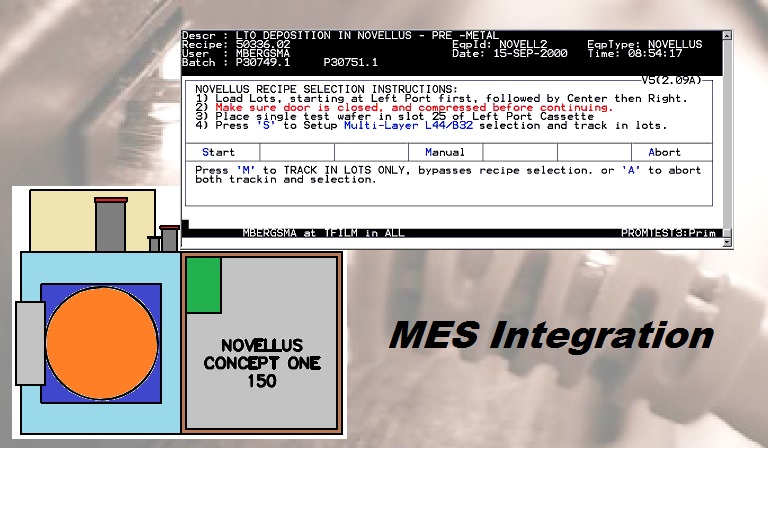 Descr : LTO DEPOSITION IN NOVELLUS - PRE -METAL
Recipe: 50336.02 EqpId: NOVELL2 EqpType: NOVELLUS
User : MBERGSMA Date: 15-SEP-2000 Time: 08:54:17
Batch : P30749.1 P30751.1
V5(2.09A)
NOVELLUS RECIPE SELECTION INSTRUCTIONS:
1) Load Lots, starting at Left Port first, followed by Center then Right.
2) Make sure door is closed, and compressed before continuing.
3) Place single test wafer in slot 25 of Left Port Cassette
4) Press 'S' to Setup Multi-Layer L44/B32 selection and track in lots.
Start Manual Abort
Press 'M' to TRACK IN LOTS ONLY, bypasses recipe selection. or 'A' to abort
both trackin and selection.
MBERGSMA at TFILM in ALL PROMTEST3:Prim
NOVELLUS
CONCEPT ONE
150
MES Integration